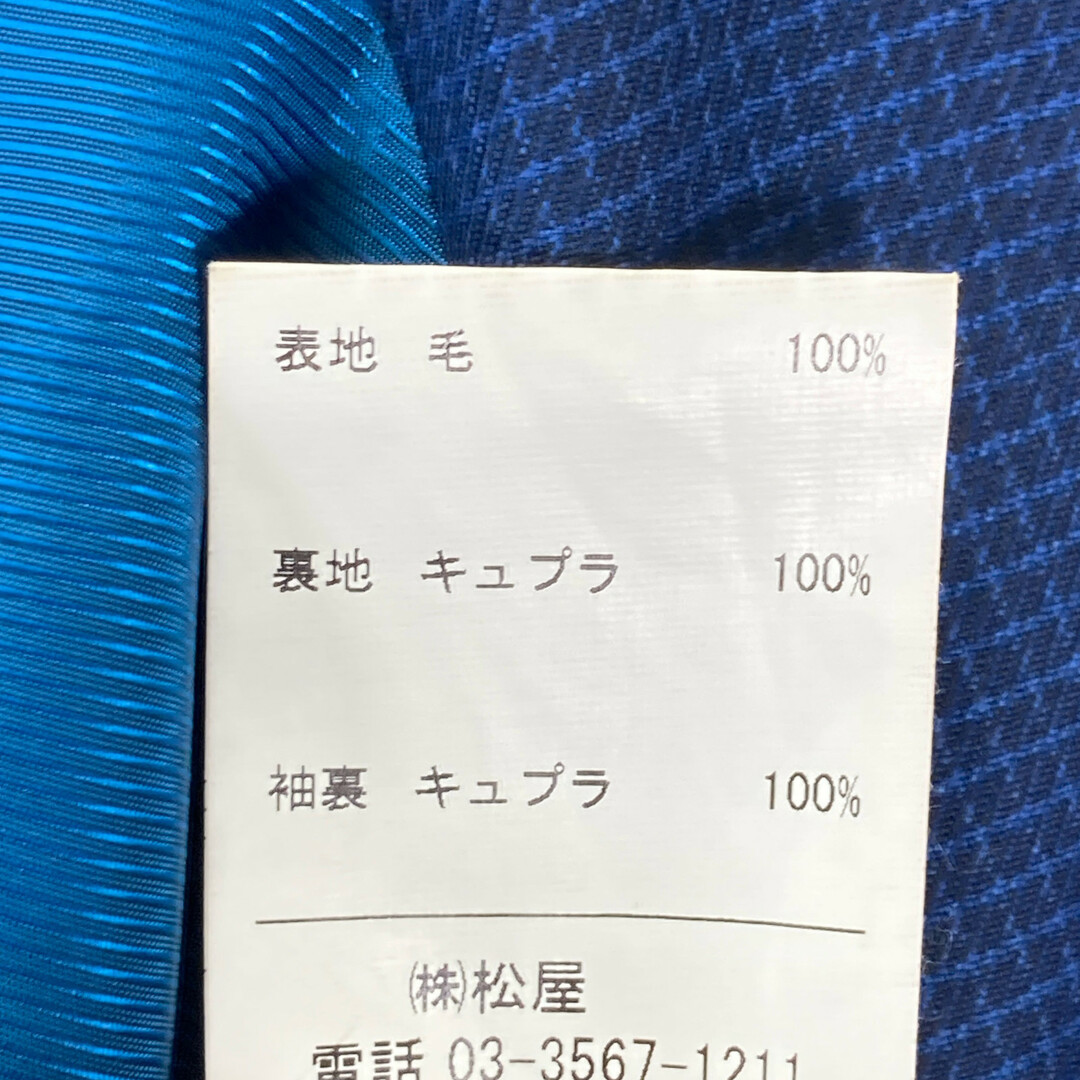 表地 毛 100%
裏地 キュプラ 100%
袖裏 キュプラ 100%
㈱松屋
電話 03-3567-1211